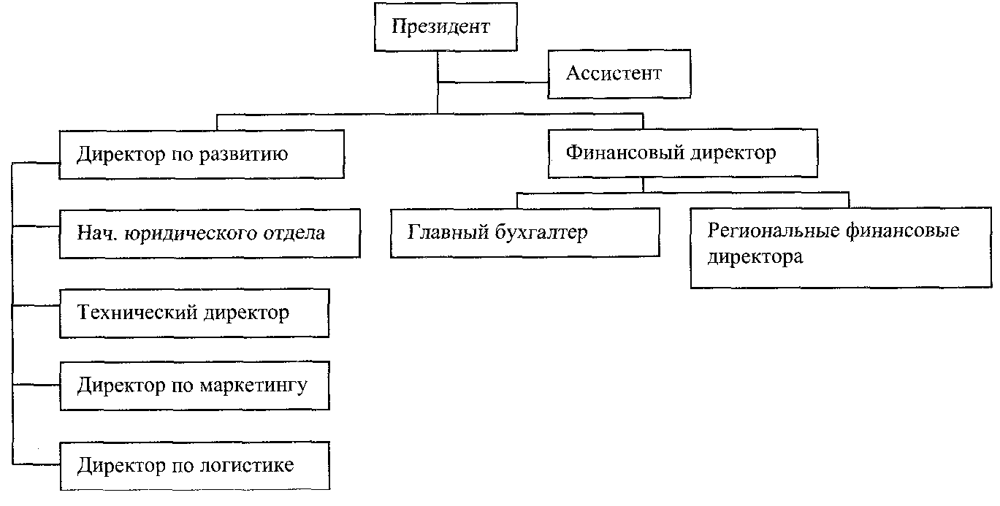 Президент
Ассистент
Директор по развитию
Финансовый директор
Нач. юридического отдела
Главный бухгалтер
Региональные финансовые
директора
Технический директор
Директор по маркетингу
Директор по логистике